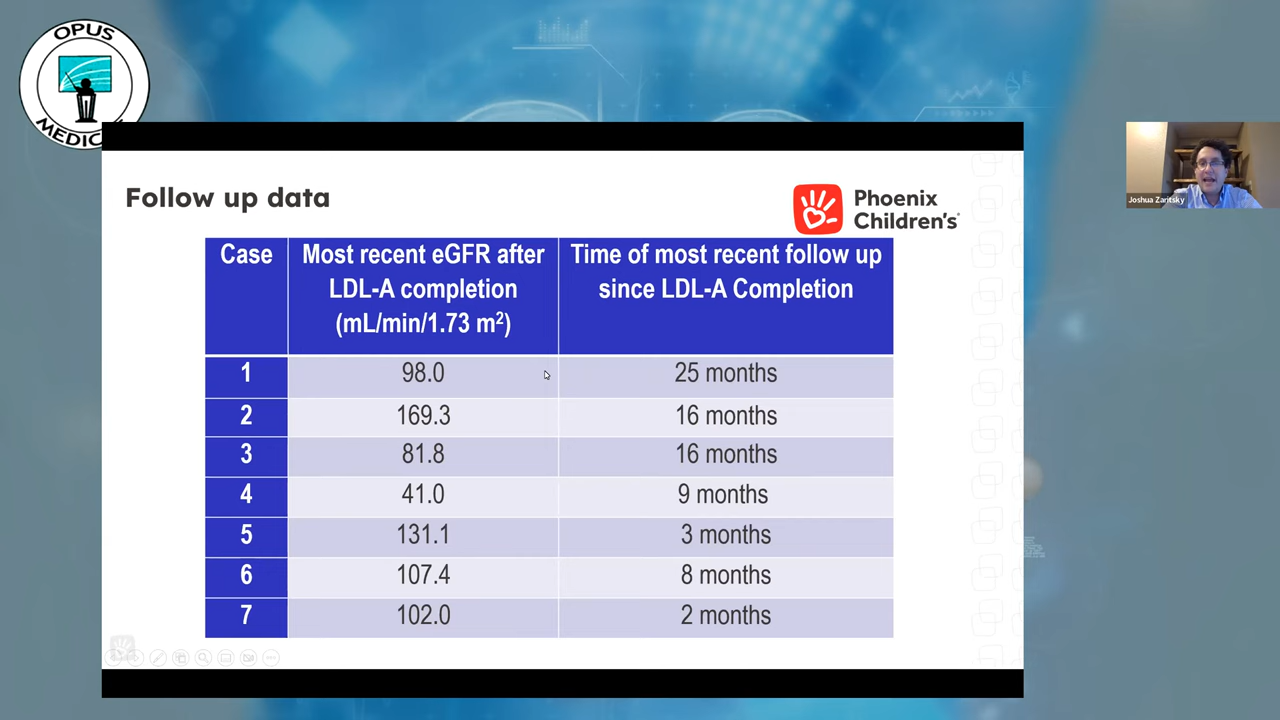 OPUS
MEDICU
Follow up data
Phoenix
Children's
Case
Most recent eGFR after
LDL-A completion
(mL/min/1.73 m²)
Time of most recent follow up
since LDL-A Completion
1 98.0 25 months
2 169.3 16 months
3 81.8 16 months
4 41.0 9 months
5 131.1 3 months
6 107.4 8 months
7 102.0 2 months
Joshua Zaritsky